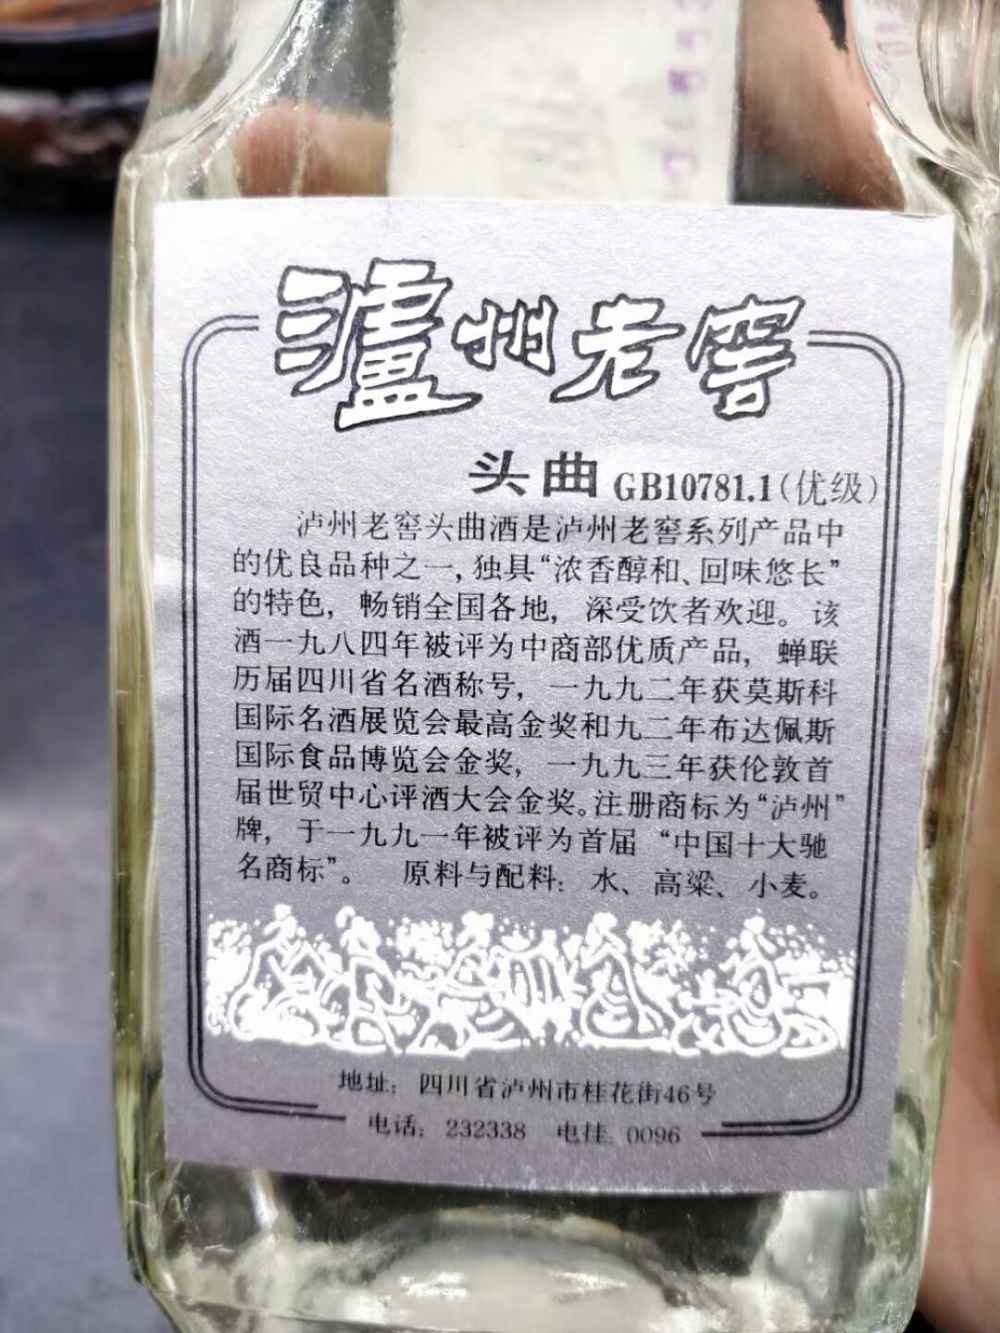 泸州老窖
头曲 GB10781.1(优级)
泸州老窖头曲酒是泸州老窖系列产品中
的优良品种之一,独具“浓香醇和、回味悠长”
的特色,畅销全国各地,深受饮者欢迎。该
酒一九八四年被评为中商部优质产品,蝉联
历届四川省名酒称号,一九九二年获莫斯科
国际名酒展览会最高金奖和九二年布达佩斯
国际食品博览会金奖,一九九三年获伦敦首
届世贸中心评酒大会金奖。注册商标为“泸州”
牌,于一九九一年被评为首届“中国十大驰
名商标”。 原料与配料:水、高粱、小麦。
地址:四川省泸州市桂花街46号
电话:232338 电挂:0096